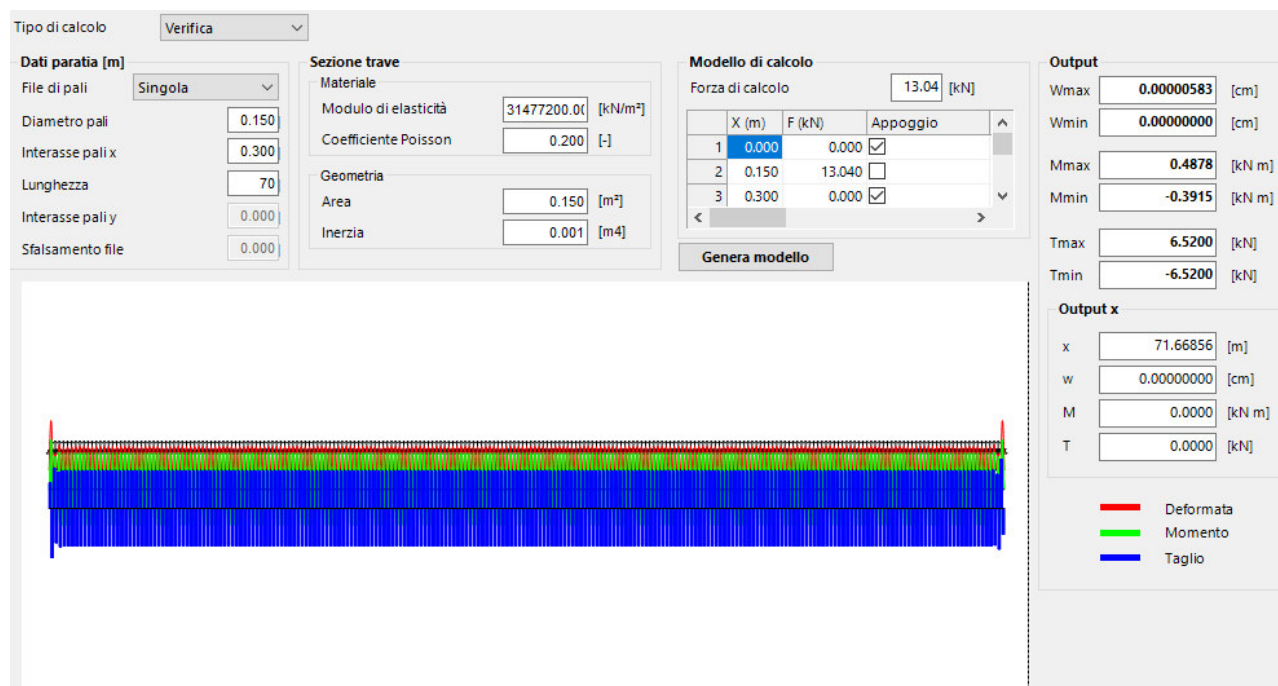 Tipo di calcolo Verifica
Dati paratia [m]
File di pali Singola
Diametro pali 0.150
Interasse pali x 0.300
Lunghezza 70
Interasse pali y 0.000
Sfalsamento file 0.000
Sezione trave
Materiale
Modulo di elasticità 31477200.0( [kN/m²]
Coefficiente Poisson 0.200 [-]
Geometria
Area 0.150 [m²]
Inerzia 0.001 [m4]
Modello di calcolo
Forza di calcolo 13.04 [kN]
X (m) F (kN) Appoggio
1 0.000 0.000
2 0.150 13.040
3 0.300 0.000
Genera modello
Output
Wmax 0.00000583 [cm]
Wmin 0.00000000 [cm]
Mmax 0.4878 [kN m]
Mmin -0.3915 [kN m]
Tmax 6.5200 [kN]
Tmin -6.5200 [kN]
Output x
x 71.66856 [m]
w 0.00000000 [cm]
M 0.0000 [kN m]
T 0.0000 [kN]
Deformata
Momento
Taglio